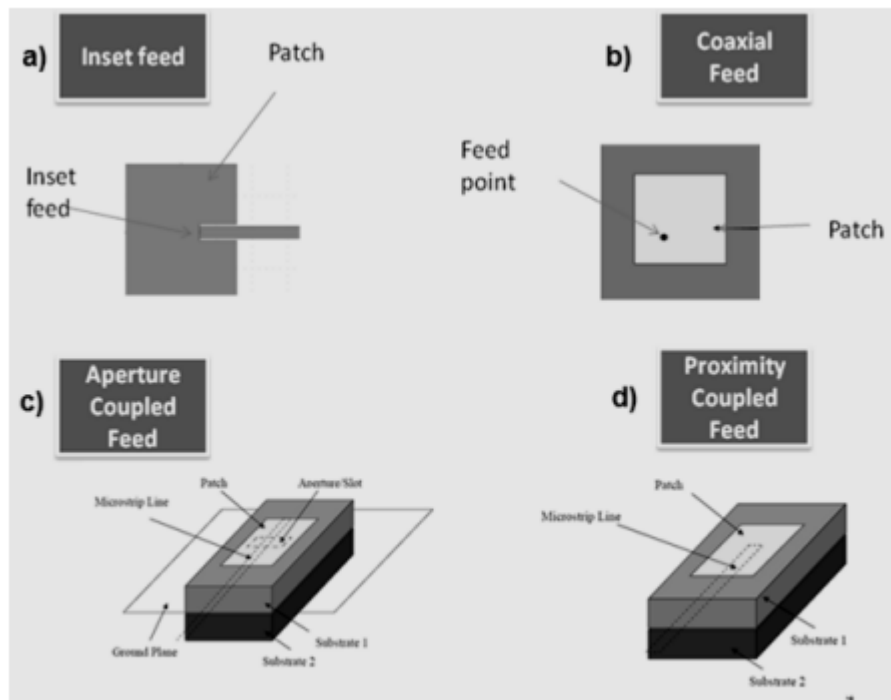 a)
Inset feed
Patch
Inset
feed
b)
Coaxial
Feed
Feed
point
Patch
c)
Aperture
Coupled
Feed
Patch
Aperture/Slot
Microstrip Line
Ground Plane
Substrate 1
Substrate 2
d)
Proximity
Coupled
Feed
Patch
Microstrip Line
Substrate 1
Substrate 2